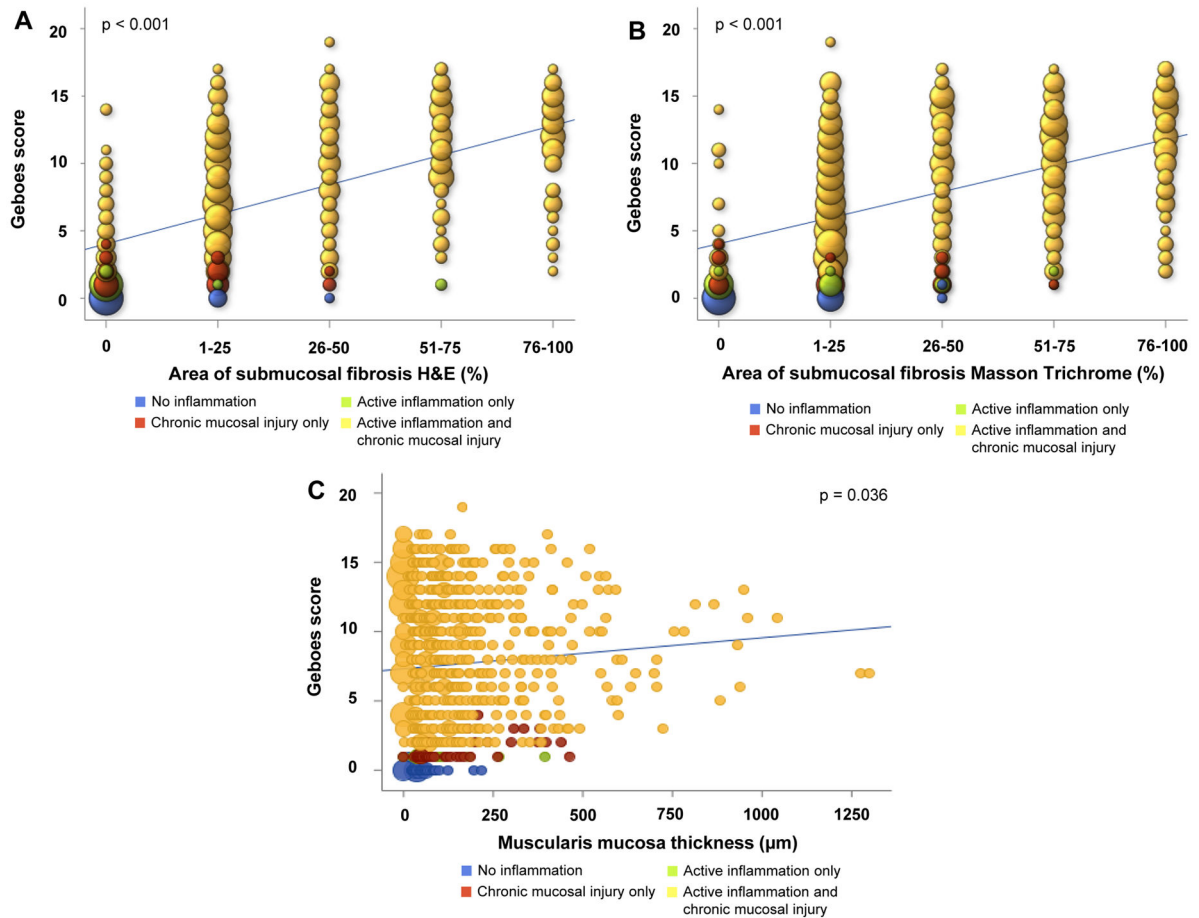 A
p < 0.001
20
15
10
5
0
Geboes score
0 1-25 26-50 51-75 76-100
Area of submucosal fibrosis H&E (%)
No inflammation
Active inflammation only
Chronic mucosal injury only
Active inflammation and
chronic mucosal injury
B
p < 0.001
20
15
10
5
0
Geboes score
0 1-25 26-50 51-75 76-100
Area of submucosal fibrosis Masson Trichrome (%)
No inflammation
Active inflammation only
Chronic mucosal injury only
Active inflammation and
chronic mucosal injury
C
p = 0.036
20
15
10
5
0
Geboes score
0 250 500 750 1000 1250
Muscularis mucosa thickness (µm)
No inflammation
Active inflammation only
Chronic mucosal injury only
Active inflammation and
chronic mucosal injury